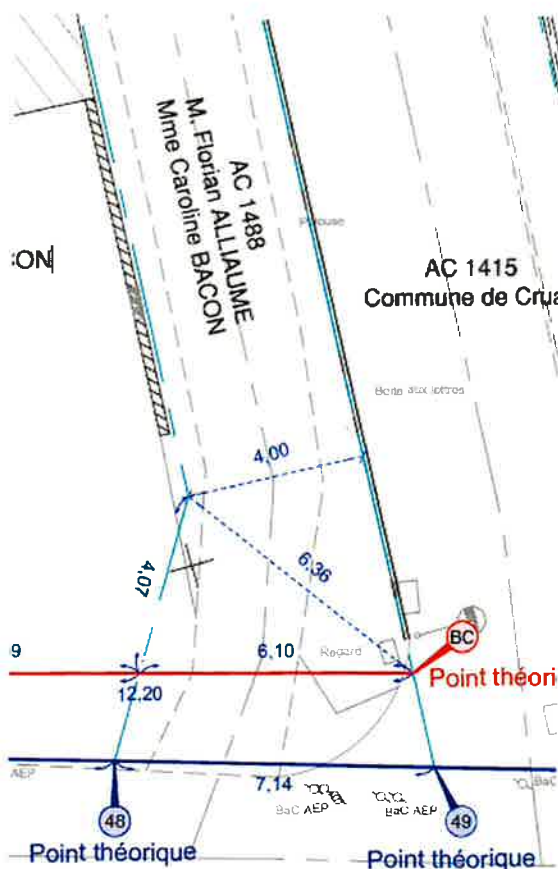 AC 1488
M. Florian ALLIAUME
Mme Caroline BACON
CON
AC 1415
Commune de Crua
Boite aux lettres
4,00
4,07
6,36
9
6,10
Regard
BC
Point théori
12,20
AEP
7,14
BaC AEP
BaC AEP
BaC
48
49
Point théorique
Point théorique